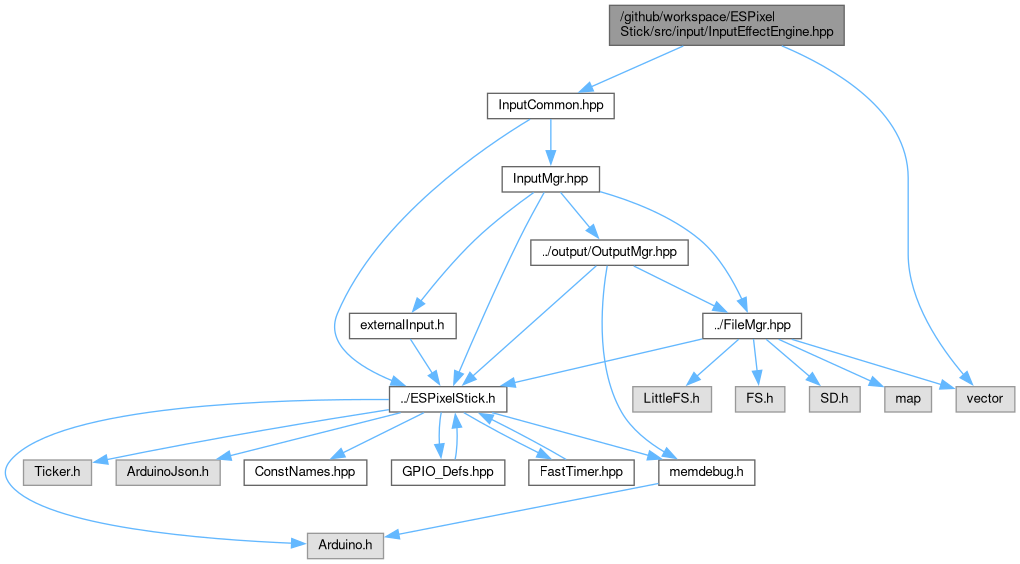 /github/workspace/ESPixel
Stick/src/input/InputEffectEngine.hpp
InputCommon.hpp
InputMgr.hpp
../output/OutputMgr.hpp
externalInput.h
../FileMgr.hpp
../ESPixelStick.h
LittleFS.h
FS.h
SD.h
map
vector
Ticker.h
ArduinoJson.h
ConstNames.hpp
GPIO_Defs.hpp
FastTimer.hpp
memdebug.h
Arduino.h